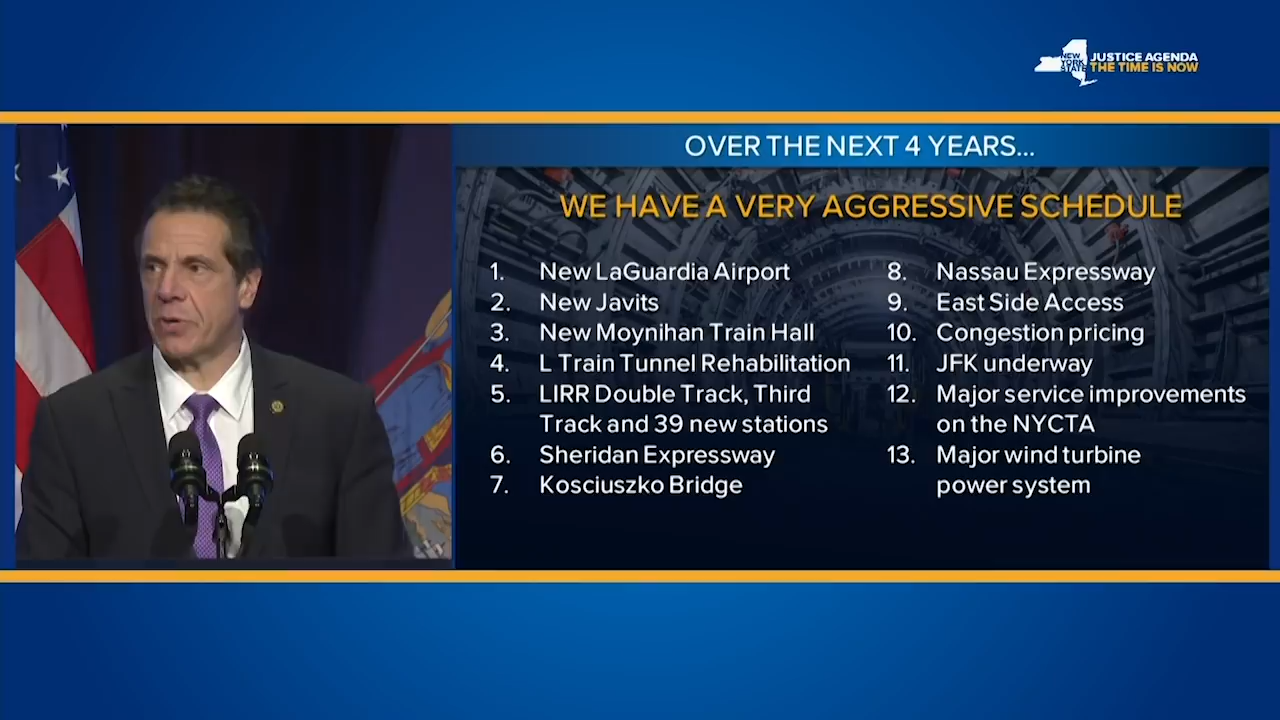 NEW
YORK
STATE
JUSTICE AGENDA
THE TIME IS NOW
OVER THE NEXT 4 YEARS...
WE HAVE A VERY AGGRESSIVE SCHEDULE
1. New LaGuardia Airport
2. New Javits
3. New Moynihan Train Hall
4. L Train Tunnel Rehabilitation
5. LIRR Double Track, Third
Track and 39 new stations
6. Sheridan Expressway
7. Kosciuszko Bridge
8. Nassau Expressway
9. East Side Access
10. Congestion pricing
11. JFK underway
12. Major service improvements
on the NYCTA
13. Major wind turbine
power system